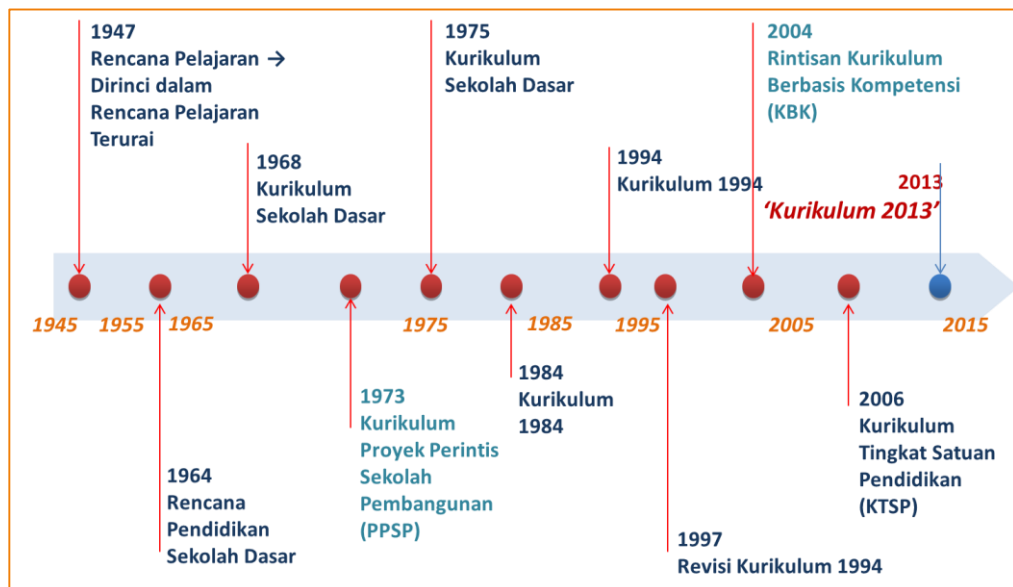 1947
Rencana Pelajaran →
Dirinci dalam
Rencana Pelajaran
Terurai
1968
Kurikulum
Sekolah Dasar
1975
Kurikulum
Sekolah Dasar
1994
Kurikulum 1994
2004
Rintisan Kurikulum
Berbasis Kompetensi
(KBK)
2013
‘Kurikulum 2013’
1945 1955 1965 1975 1985 1995 2005 2015
1964
Rencana
Pendidikan
Sekolah Dasar
1973
Kurikulum
Proyek Perintis
Sekolah
Pembangunan
(PPSP)
1984
Kurikulum
1984
1997
Revisi Kurikulum 1994
2006
Kurikulum
Tingkat Satuan
Pendidikan
(KTSP)